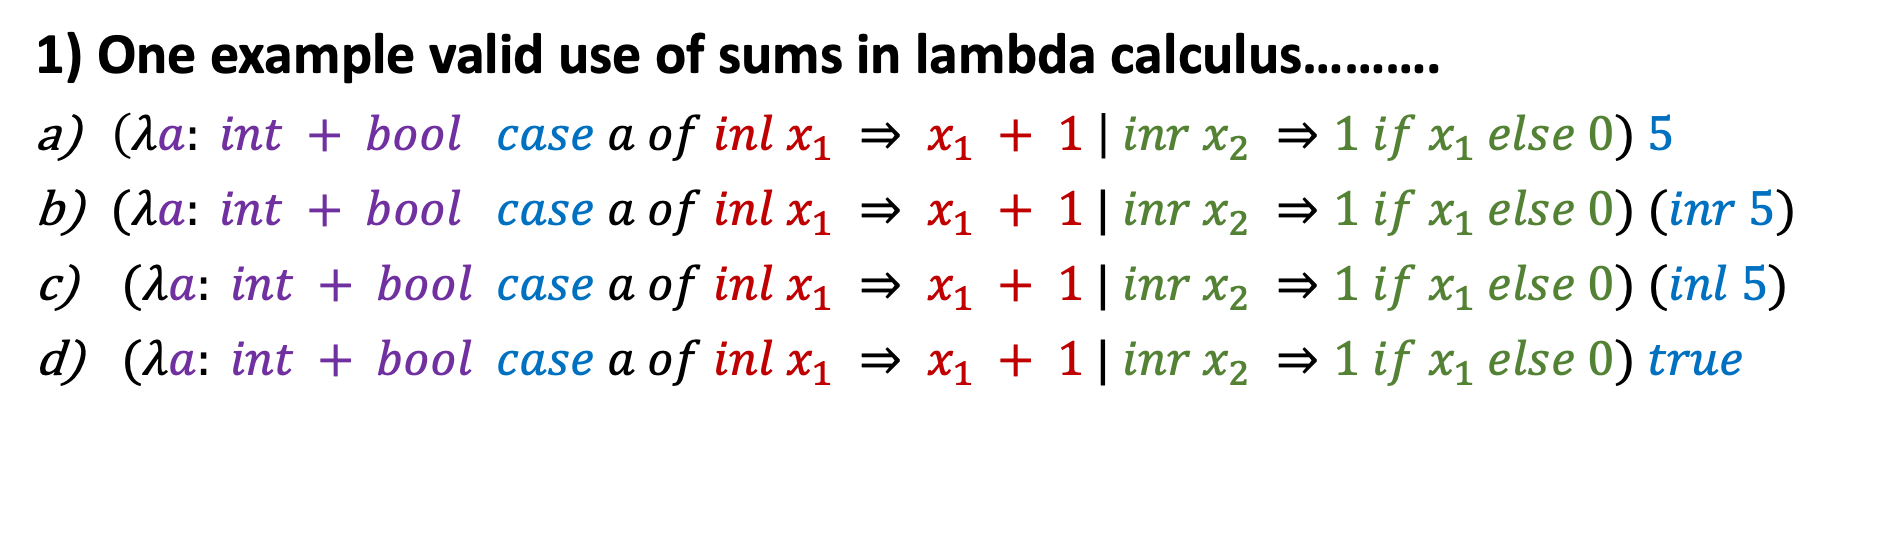 1) One example valid use of sums in lambda calculus..........
a) (λa: int + bool case a of inl x₁ ⇒ x₁ + 1 | inr x₂ ⇒ 1 if x₁ else 0) 5
b) (λa: int + bool case a of inl x₁ ⇒ x₁ + 1 | inr x₂ ⇒ 1 if x₁ else 0) (inr 5)
c) (λa: int + bool case a of inl x₁ ⇒ x₁ + 1 | inr x₂ ⇒ 1 if x₁ else 0) (inl 5)
d) (λa: int + bool case a of inl x₁ ⇒ x₁ + 1 | inr x₂ ⇒ 1 if x₁ else 0) true